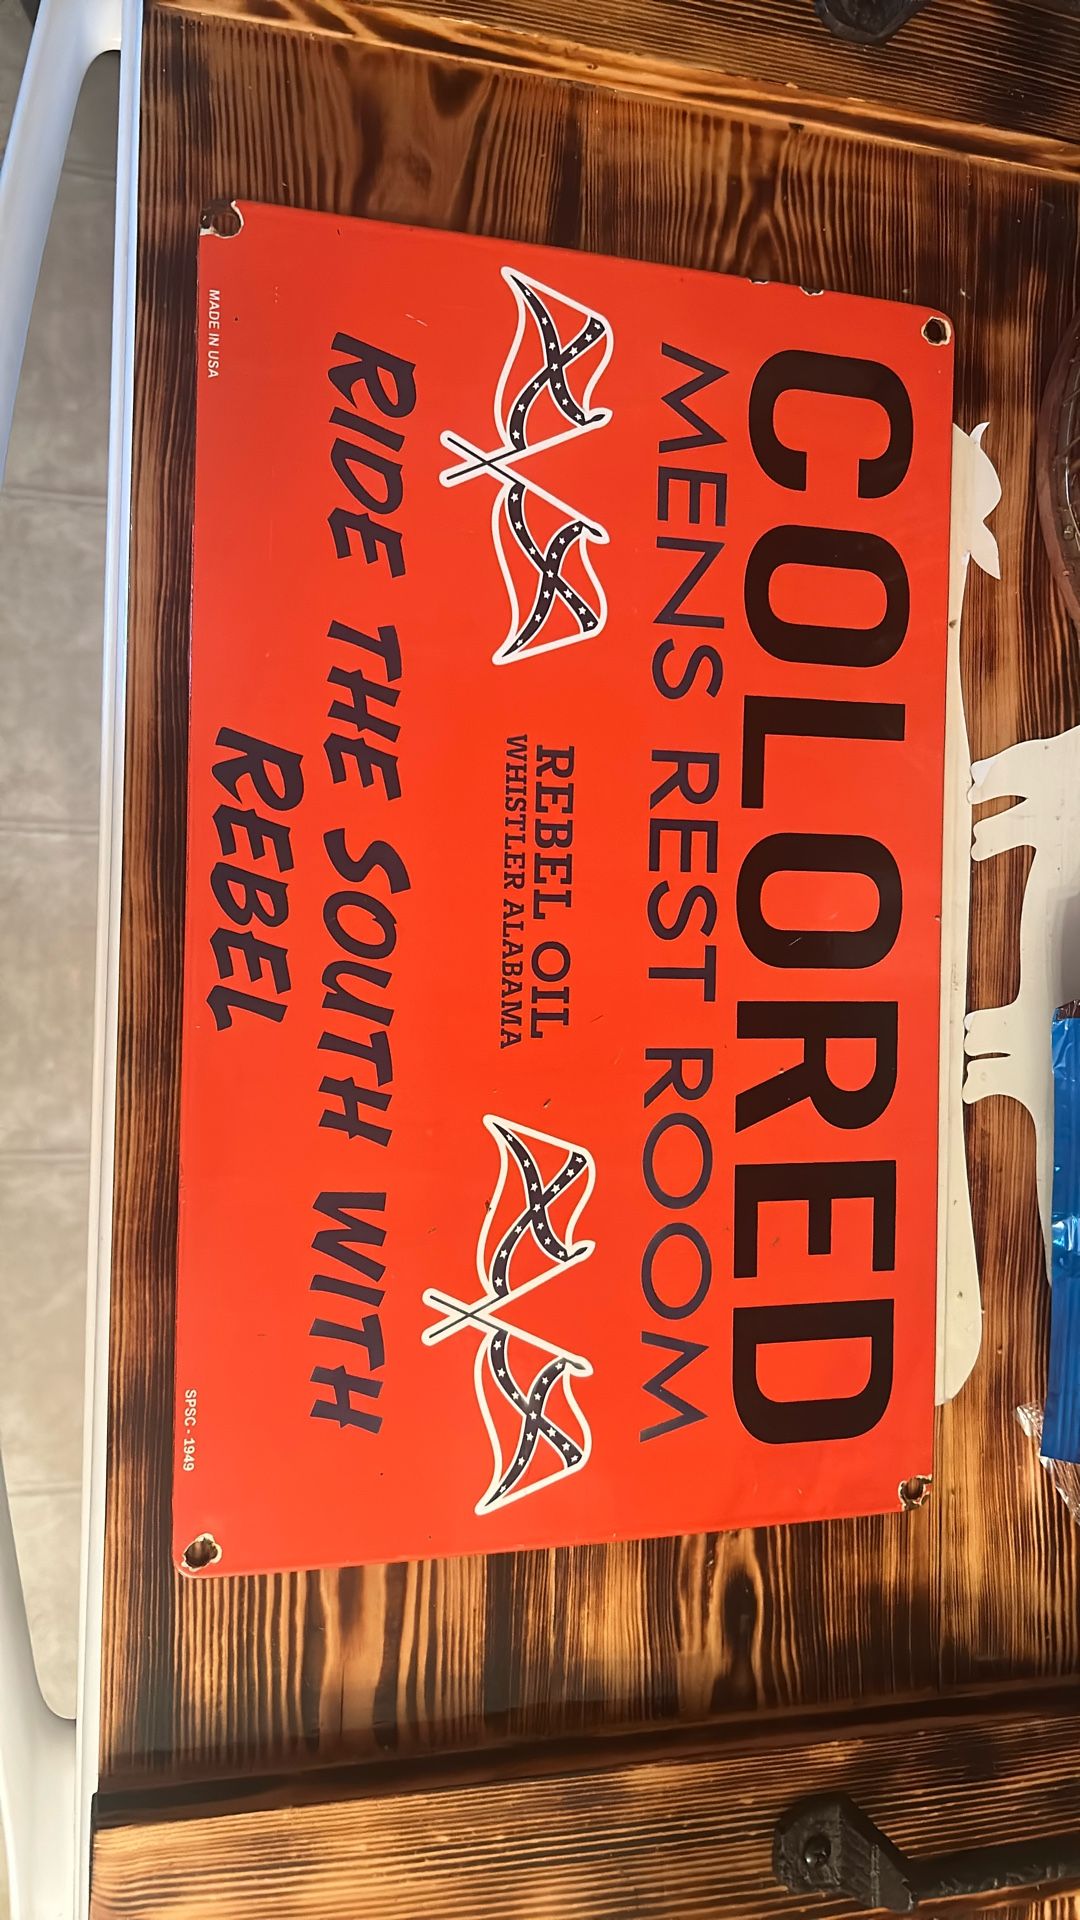 COLORED
MENS REST ROOM
REBEL OIL
WHISTLER ALABAMA
RIDE THE SOUTH WITH
REBEL
MADE IN USA
SPSC - 1949